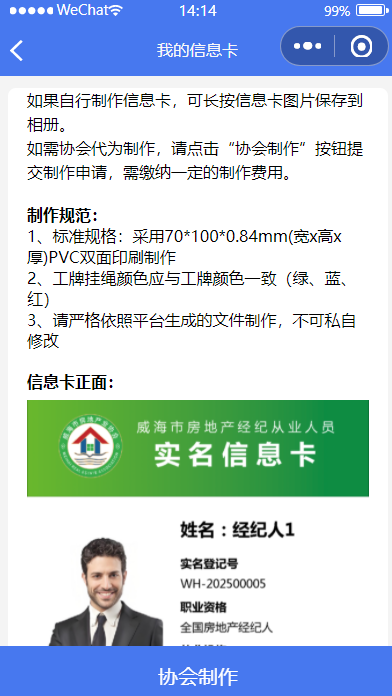 WeChat 14:14 99%
我的信息卡
如果自行制作信息卡，可长按信息卡图片保存到
相册。
如需协会代为制作，请点击“协会制作”按钮提
交制作申请，需缴纳一定的制作费用。
制作规范：
1、标准规格：采用70*100*0.84mm(宽x高x
厚)PVC双面印刷制作
2、工牌挂绳颜色应与工牌颜色一致（绿、蓝、
红）
3、请严格依照平台生成的文件制作，不可私自
修改
信息卡正面：
威海市房地产经纪从业人员
实名信息卡
姓名：经纪人1
实名登记号
WH-202500005
职业资格
全国房地产经纪人
协会制作